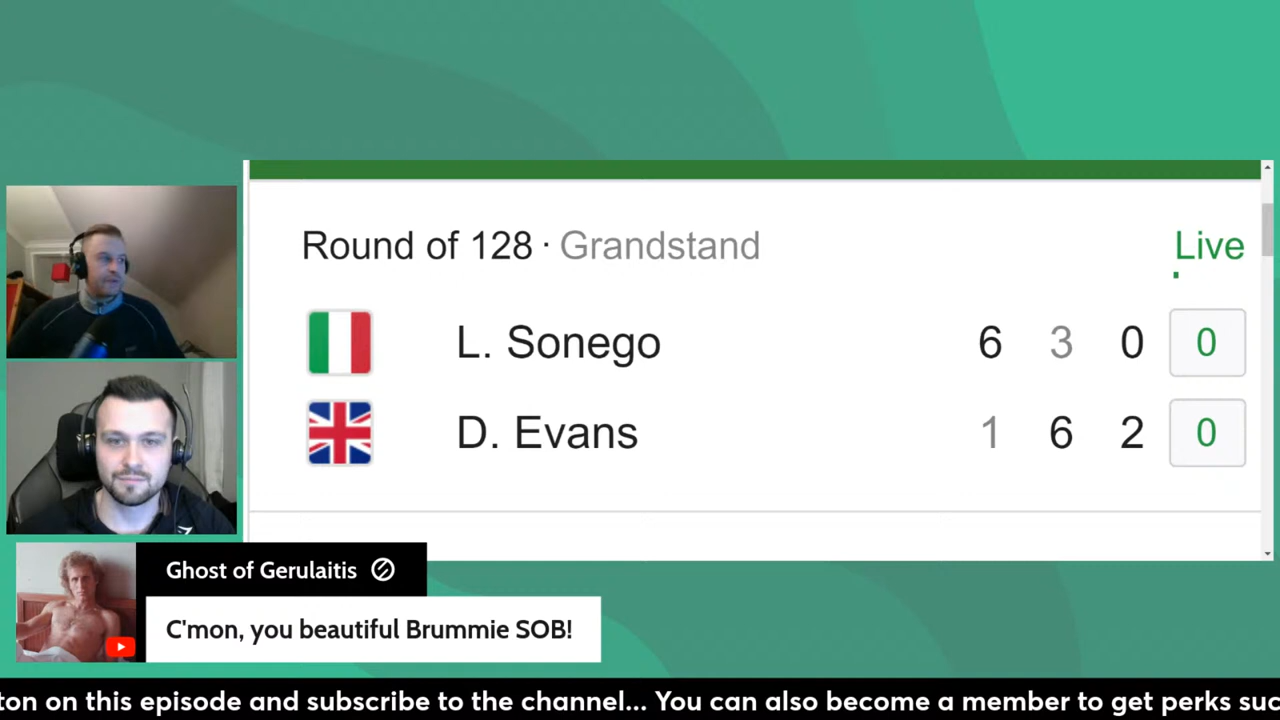 Round of 128 · Grandstand
Live
L. Sonego 6 3 0 0
D. Evans 1 6 2 0
Ghost of Gerulaitis
C'mon, you beautiful Brummie SOB!
ton on this episode and subscribe to the channel... You can also become a member to get perks suc